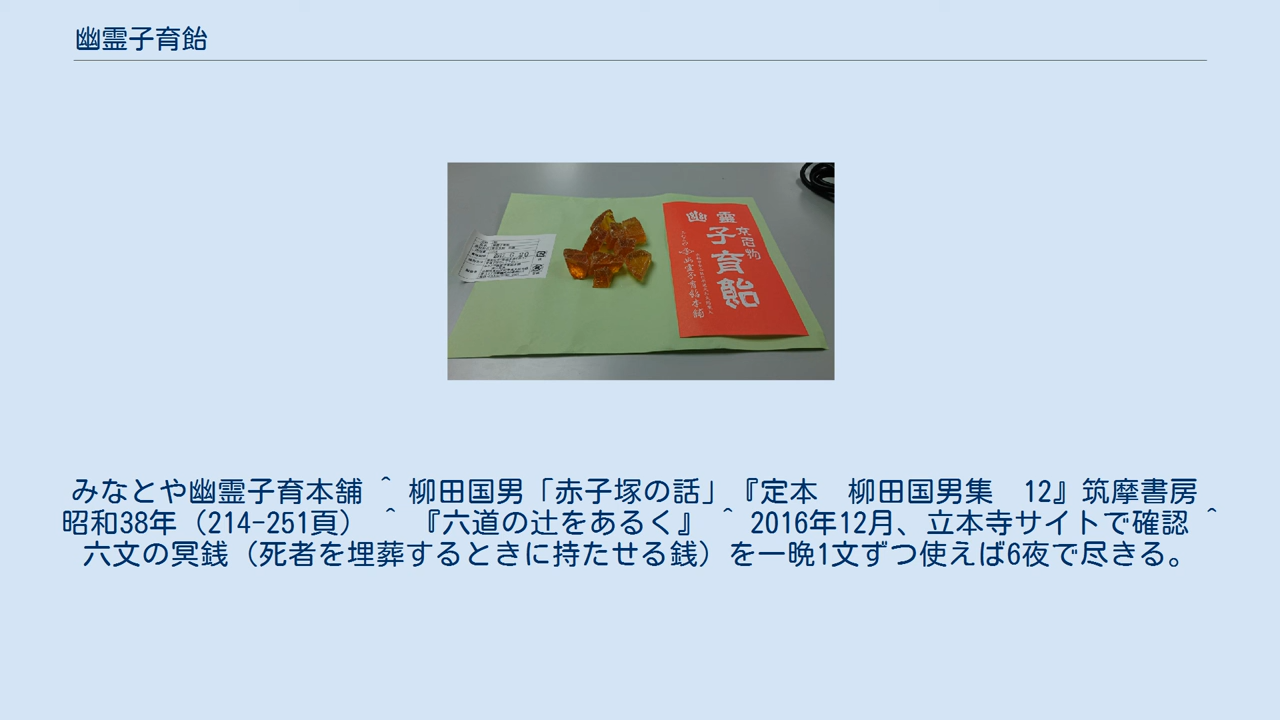 幽霊子育飴
京名物
幽靈
子育飴
みなとや幽霊子育本舗 ^ 柳田国男「赤子塚の話」『定本　柳田国男集　12』筑摩書房
昭和38年（214-251頁） ^ 『六道の辻をあるく』 ^ 2016年12月、立本寺サイトで確認 ^
六文の冥銭（死者を埋葬するときに持たせる銭）を一晩1文ずつ使えば6夜で尽きる。